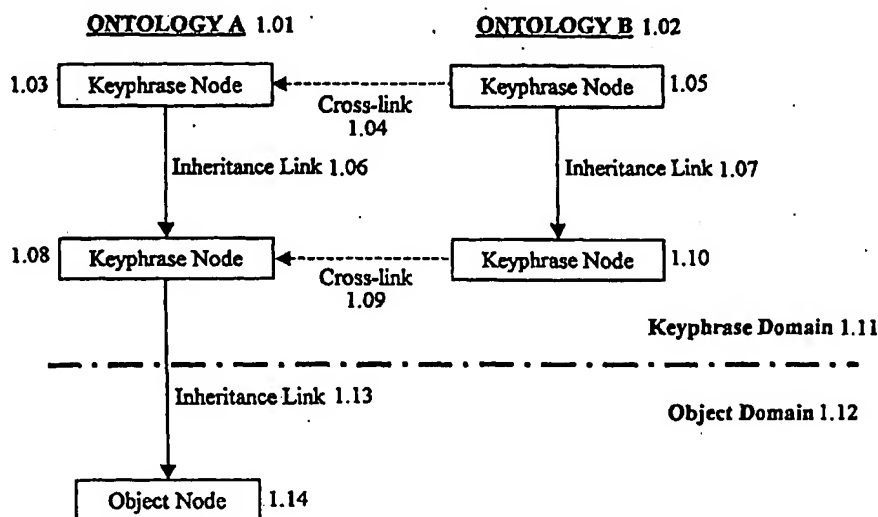 ONTOLOGY A 1.01
ONTOLOGY B 1.02
1.03
Keyphrase Node
Keyphrase Node
1.05
Cross-link
1.04
Inheritance Link 1.06
Inheritance Link 1.07
1.08
Keyphrase Node
Keyphrase Node
1.10
Cross-link
1.09
Keyphrase Domain 1.11
Inheritance Link 1.13
Object Domain 1.12
Object Node
1.14